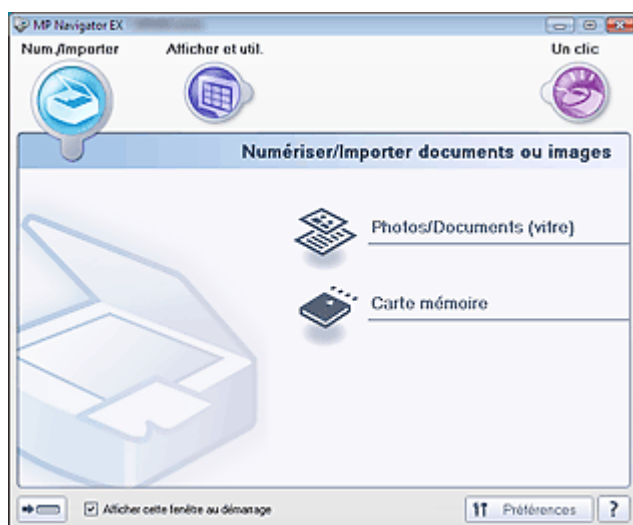 MP Navigator EX
Num./Importer
Afficher et util.
Un clic
Numériser/Importer documents ou images
Photos/Documents (vitre)
Carte mémoire
Afficher cette fenêtre au démarrage
Préférences
?